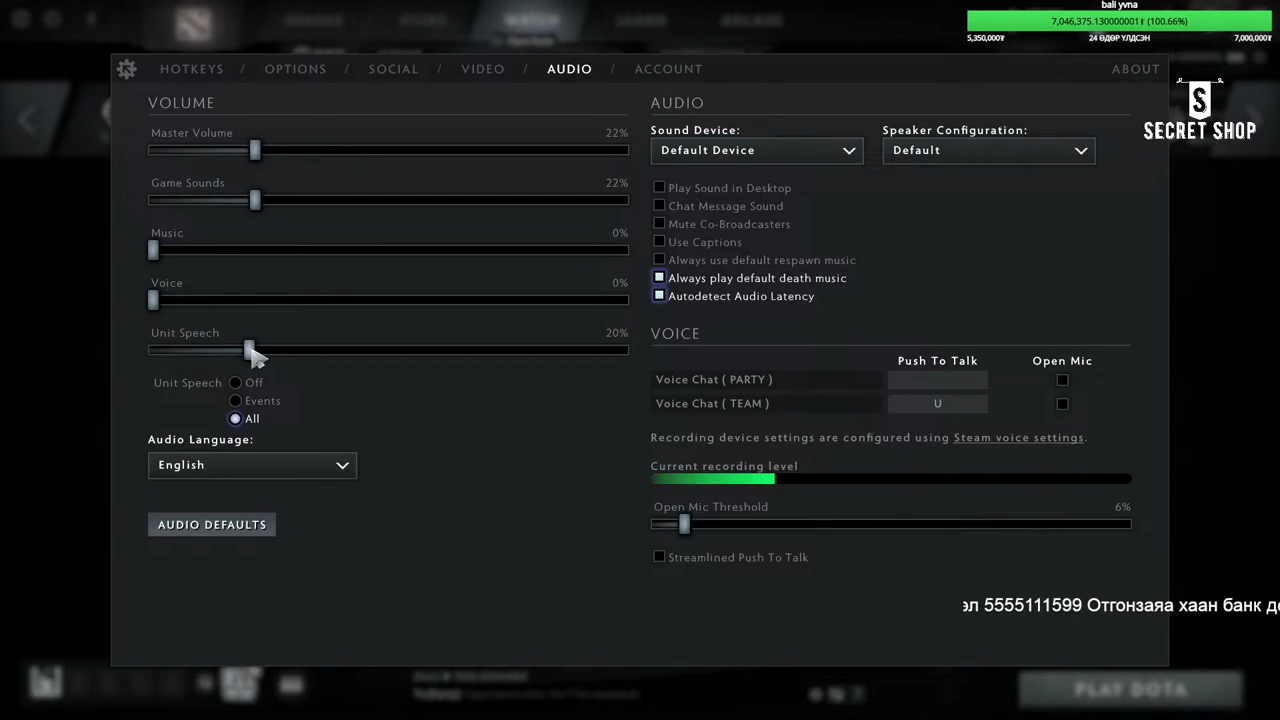 bali yvna
7,046,375.130000001₮ (100.66%)
5,350,000₮ 24 ӨДӨР ҮЛДСЭН 7,000,000₮
WATCH
HOTKEYS / OPTIONS / SOCIAL / VIDEO / AUDIO / ACCOUNT ABOUT
S
SECRET SHOP
VOLUME
Master Volume 22%
Game Sounds 22%
Music 0%
Voice 0%
Unit Speech 20%
Unit Speech Off
Events
All
Audio Language:
English
AUDIO DEFAULTS
AUDIO
Sound Device: Speaker Configuration:
Default Device Default
Play Sound in Desktop
Chat Message Sound
Mute Co-Broadcasters
Use Captions
Always use default respawn music
Always play default death music
Autodetect Audio Latency
VOICE
Push To Talk Open Mic
Voice Chat ( PARTY )
Voice Chat ( TEAM ) U
Recording device settings are configured using Steam voice settings.
Current recording level
Open Mic Threshold 6%
Streamlined Push To Talk
эл 5555111599 Отгонзаяа хаан банк
PLAY DOTA